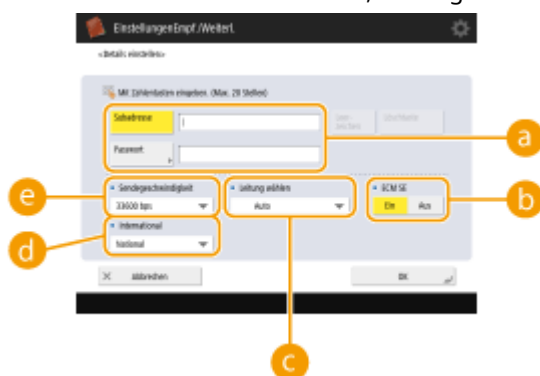 Einstellungen Empf./Weiterl.
<Details einstellen>
Mit Zahlentasten eingeben. (Max. 20 Stellen)
Subadresse
Passwort
a
Sendegeschwindigkeit
33600 bps
Leitung wählen
Auto
ECM SE
Ein Aus
e
b
International
National
d
Abbrechen
OK
c